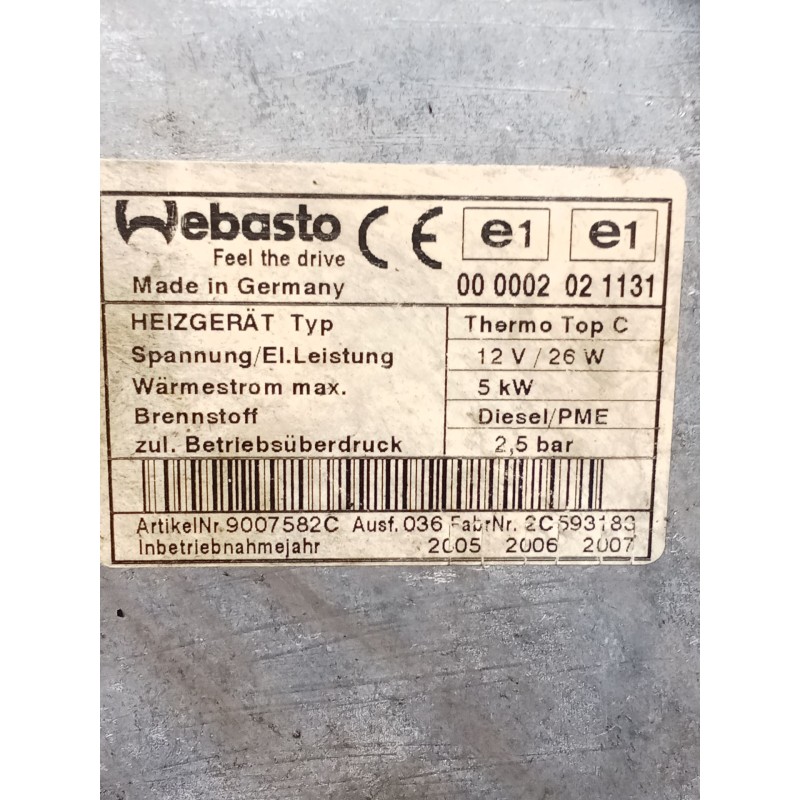 Webasto
Feel the drive
CE e1 e1
Made in Germany 00 0002 02 1131
HEIZGERÄT Typ Thermo Top C
Spannung/El.Leistung 12 V / 26 W
Wärmestrom max. 5 kW
Brennstoff Diesel/PME
zul. Betriebsüberdruck 2,5 bar
ArtikelNr.9007582C Ausf.036 FabrNr. 2C593183
Inbetriebnahmejahr 2005 2006 2007